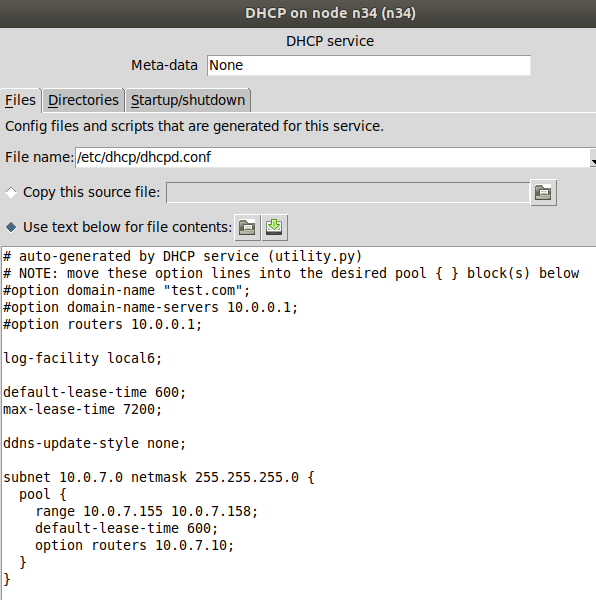 DHCP on node n34 (n34)
DHCP service
Meta-data None
Files Directories Startup/shutdown
Config files and scripts that are generated for this service.
File name: /etc/dhcp/dhcpd.conf
Copy this source file:
Use text below for file contents:
# auto-generated by DHCP service (utility.py)
# NOTE: move these option lines into the desired pool { } block(s) below
#option domain-name "test.com";
#option domain-name-servers 10.0.0.1;
#option routers 10.0.0.1;
log-facility local6;
default-lease-time 600;
max-lease-time 7200;
ddns-update-style none;
subnet 10.0.7.0 netmask 255.255.255.0 {
  pool {
    range 10.0.7.155 10.0.7.158;
    default-lease-time 600;
    option routers 10.0.7.10;
  }
}